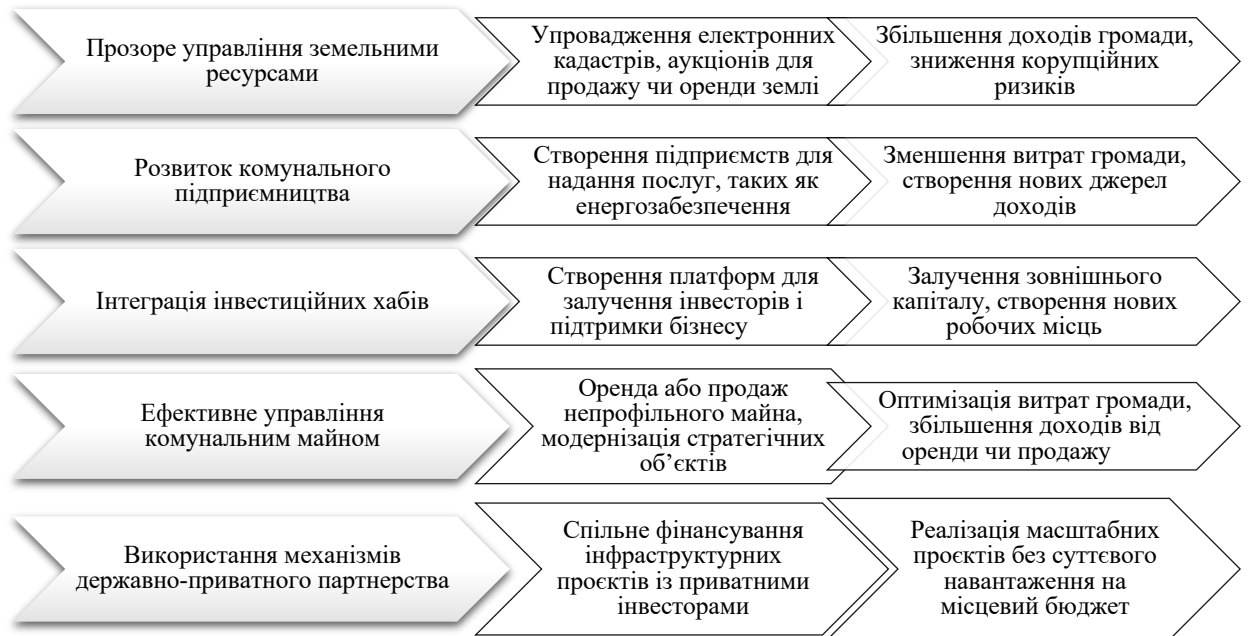 Прозоре управління земельними
ресурсами
Упровадження електронних
кадастрів, аукціонів для
продажу чи оренди землі
Збільшення доходів громади,
зниження корупційних
ризиків
Розвиток комунального
підприємництва
Створення підприємств для
надання послуг, таких як
енергозабезпечення
Зменшення витрат громади,
створення нових джерел
доходів
Інтеграція інвестиційних хабів
Створення платформ для
залучення інвесторів і
підтримки бізнесу
Залучення зовнішнього
капіталу, створення нових
робочих місць
Ефективне управління
комунальним майном
Оренда або продаж
непрофільного майна,
модернізація стратегічних
об’єктів
Оптимізація витрат громади,
збільшення доходів від
оренди чи продажу
Використання механізмів
державно-приватного партнерства
Спільне фінансування
інфраструктурних
проєктів із приватними
інвесторами
Реалізація масштабних
проєктів без суттєвого
навантаження на
місцевий бюджет